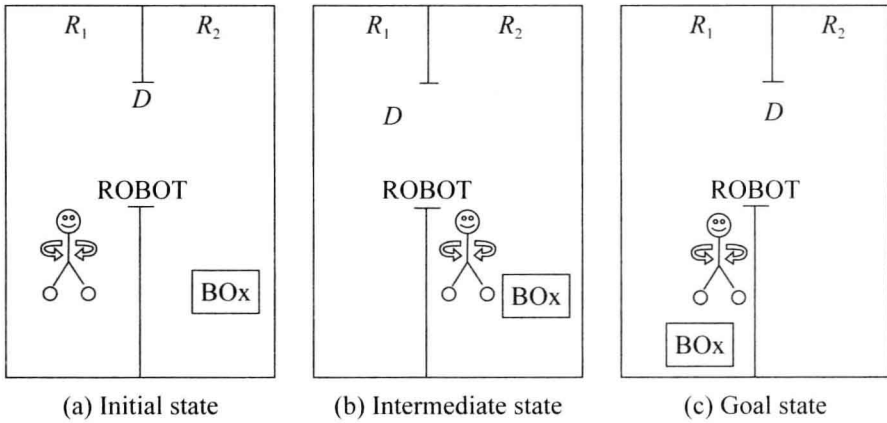 R₁ R₂
D
ROBOT
BOx
(a) Initial state
R₁ R₂
D
ROBOT
BOx
(b) Intermediate state
R₁ R₂
D
ROBOT
BOx
(c) Goal state